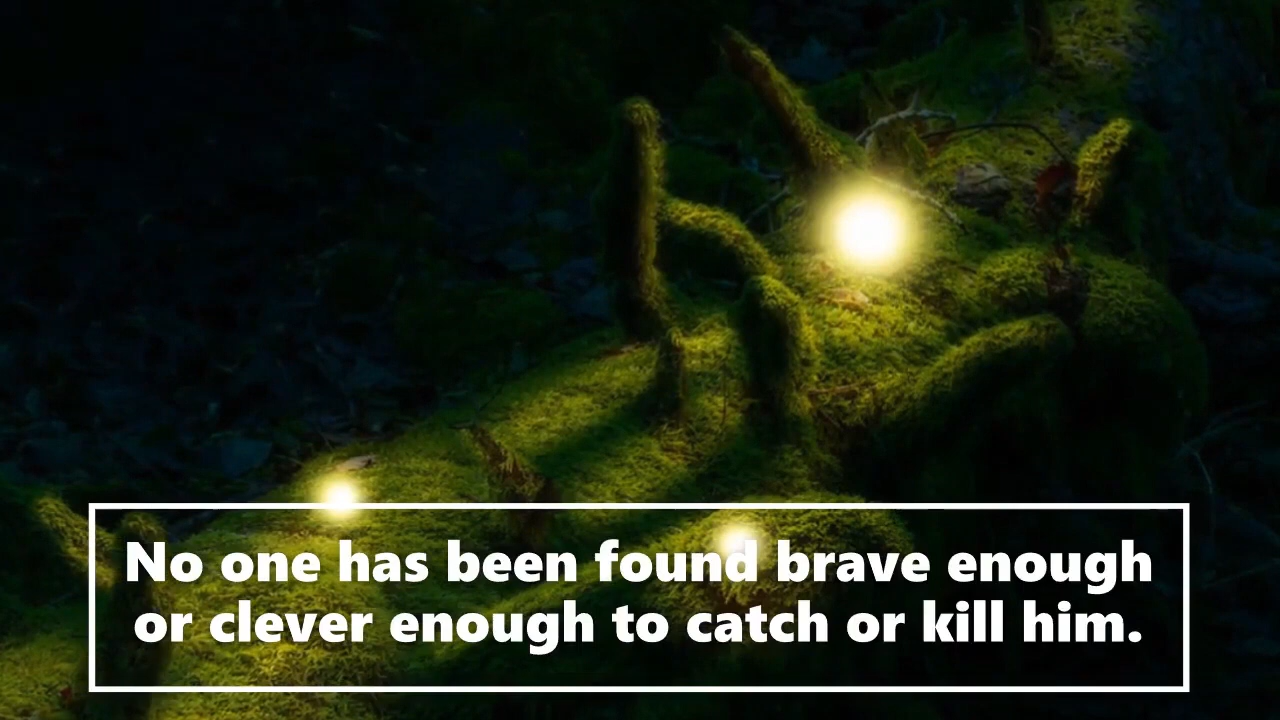 No one has been found brave enough
or clever enough to catch or kill him.